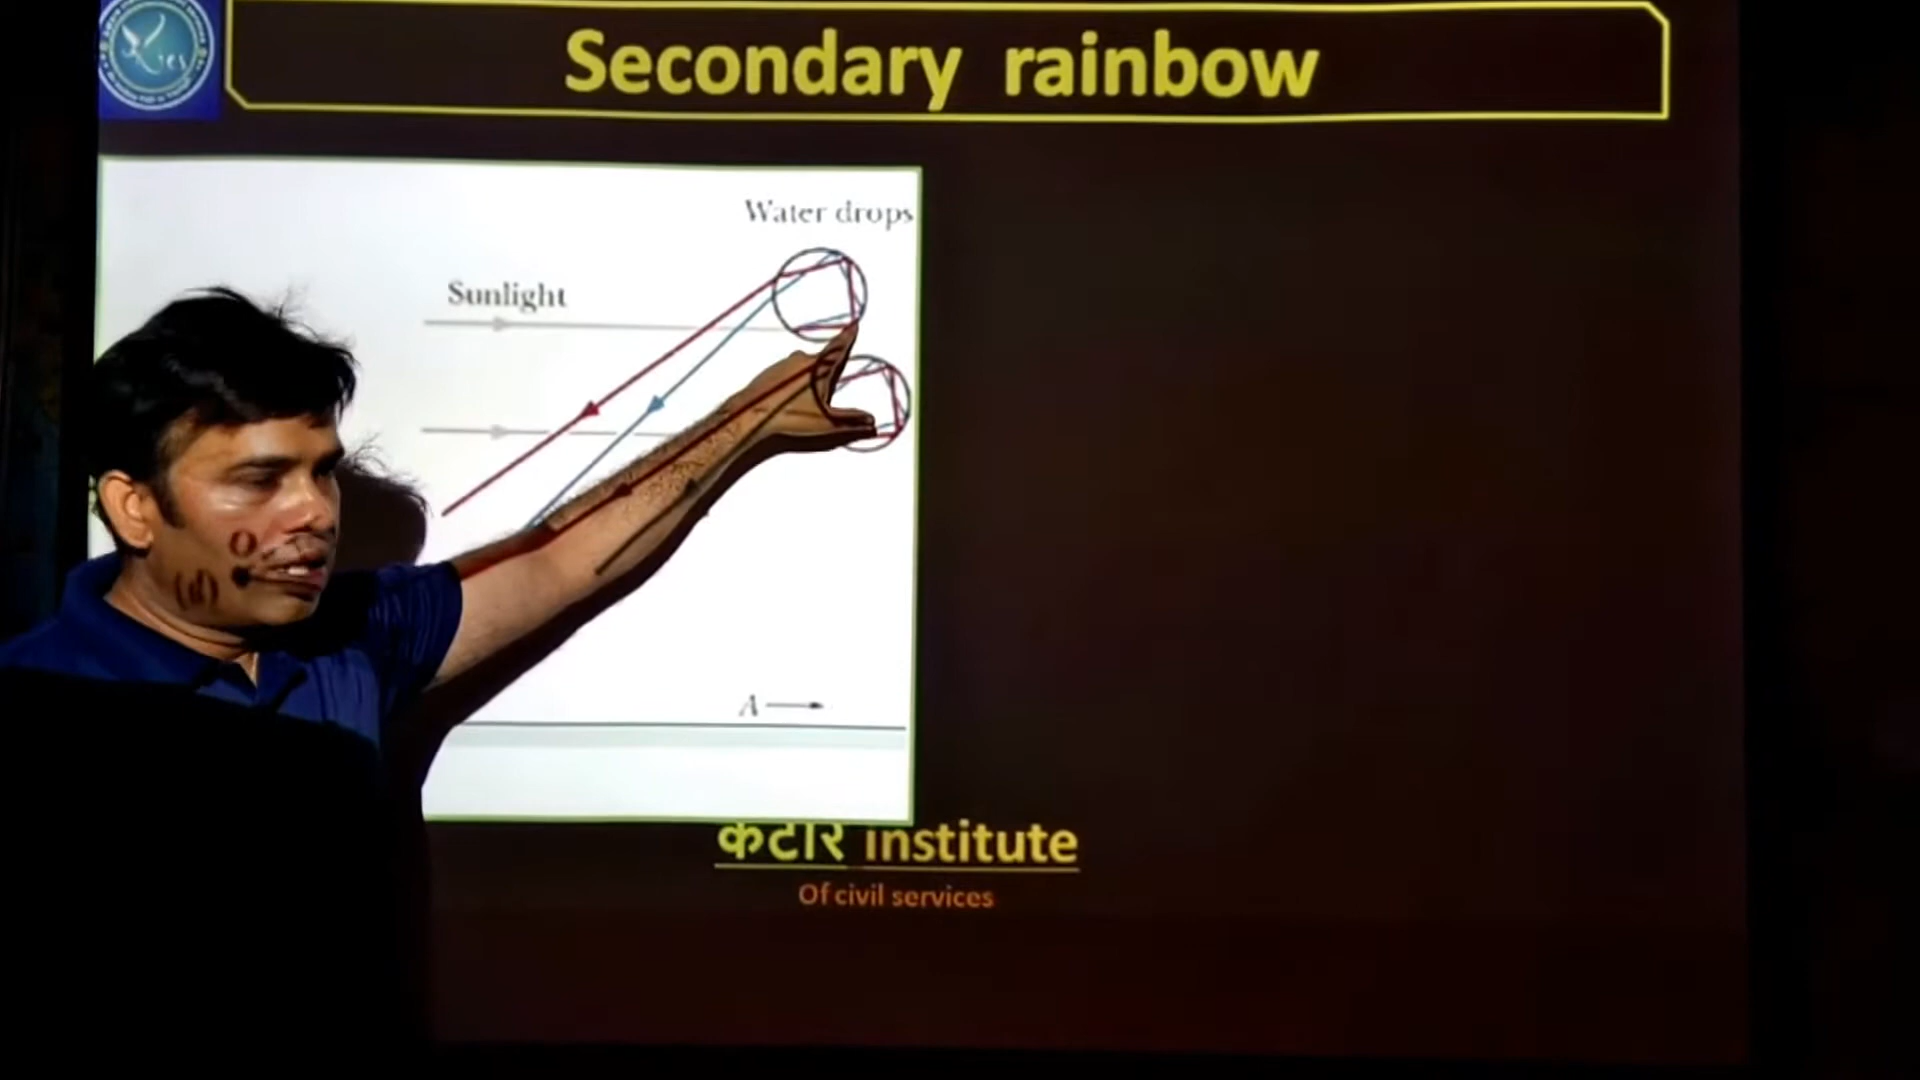 Secondary rainbow
Water drops
Sunlight
O
(a)
A
कटार institute
Of civil services